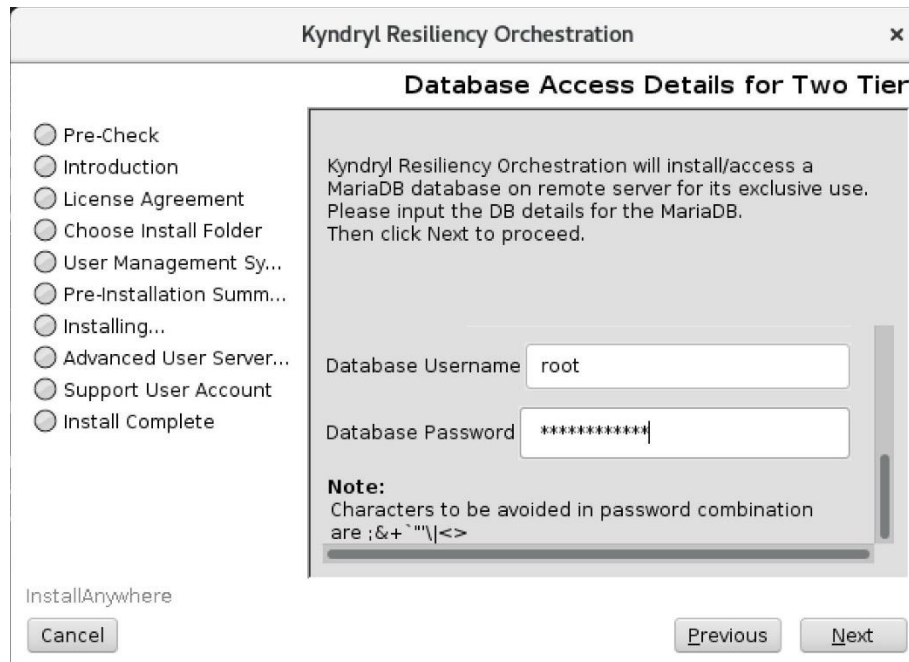 Kyndryl Resiliency Orchestration
×
Database Access Details for Two Tier
Pre-Check
Introduction
License Agreement
Choose Install Folder
User Management Sy...
Pre-Installation Summ...
Installing...
Advanced User Server...
Support User Account
Install Complete
Kyndryl Resiliency Orchestration will install/access a
MariaDB database on remote server for its exclusive use.
Please input the DB details for the MariaDB.
Then click Next to proceed.
Database Username root
Database Password ************
Note:
Characters to be avoided in password combination
are ;&+`"'\|<>
InstallAnywhere
Cancel Previous Next